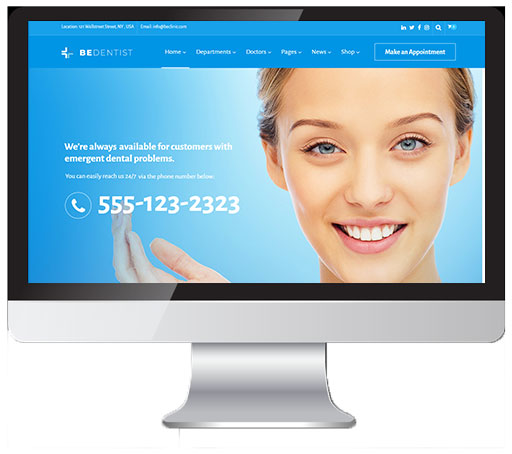 Location: 121 Wallstreet Street, NY, USA Email: info@beclinic.com
BEDENTIST Home Departments Doctors Pages News Shop Make an Appointment
We're always available for customers with
emergent dental problems.
You can easily reach us 24/7 via the phone number below:
555-123-2323